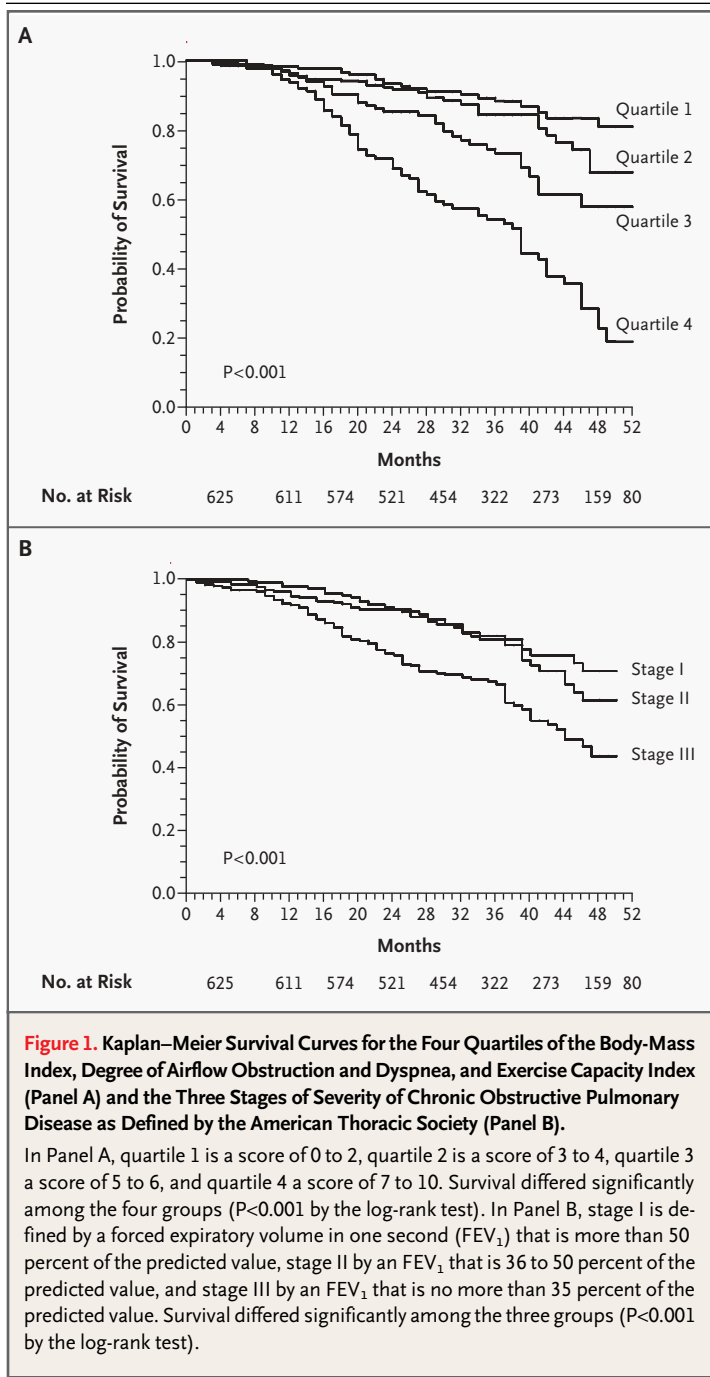 A
1.0
0.8
0.6
0.4
0.2
0.0
Probability of Survival
Quartile 1
Quartile 2
Quartile 3
Quartile 4
P<0.001
0 4 8 12 16 20 24 28 32 36 40 44 48 52
Months
No. at Risk 625 611 574 521 454 322 273 159 80
B
1.0
0.8
0.6
0.4
0.2
0.0
Probability of Survival
Stage I
Stage II
Stage III
P<0.001
0 4 8 12 16 20 24 28 32 36 40 44 48 52
Months
No. at Risk 625 611 574 521 454 322 273 159 80
Figure 1. Kaplan–Meier Survival Curves for the Four Quartiles of the Body-Mass
Index, Degree of Airflow Obstruction and Dyspnea, and Exercise Capacity Index
(Panel A) and the Three Stages of Severity of Chronic Obstructive Pulmonary
Disease as Defined by the American Thoracic Society (Panel B).
In Panel A, quartile 1 is a score of 0 to 2, quartile 2 is a score of 3 to 4, quartile 3
a score of 5 to 6, and quartile 4 a score of 7 to 10. Survival differed significantly
among the four groups (P<0.001 by the log-rank test). In Panel B, stage I is de-
fined by a forced expiratory volume in one second (FEV₁) that is more than 50
percent of the predicted value, stage II by an FEV₁ that is 36 to 50 percent of the
predicted value, and stage III by an FEV₁ that is no more than 35 percent of the
predicted value. Survival differed significantly among the three groups (P<0.001
by the log-rank test).